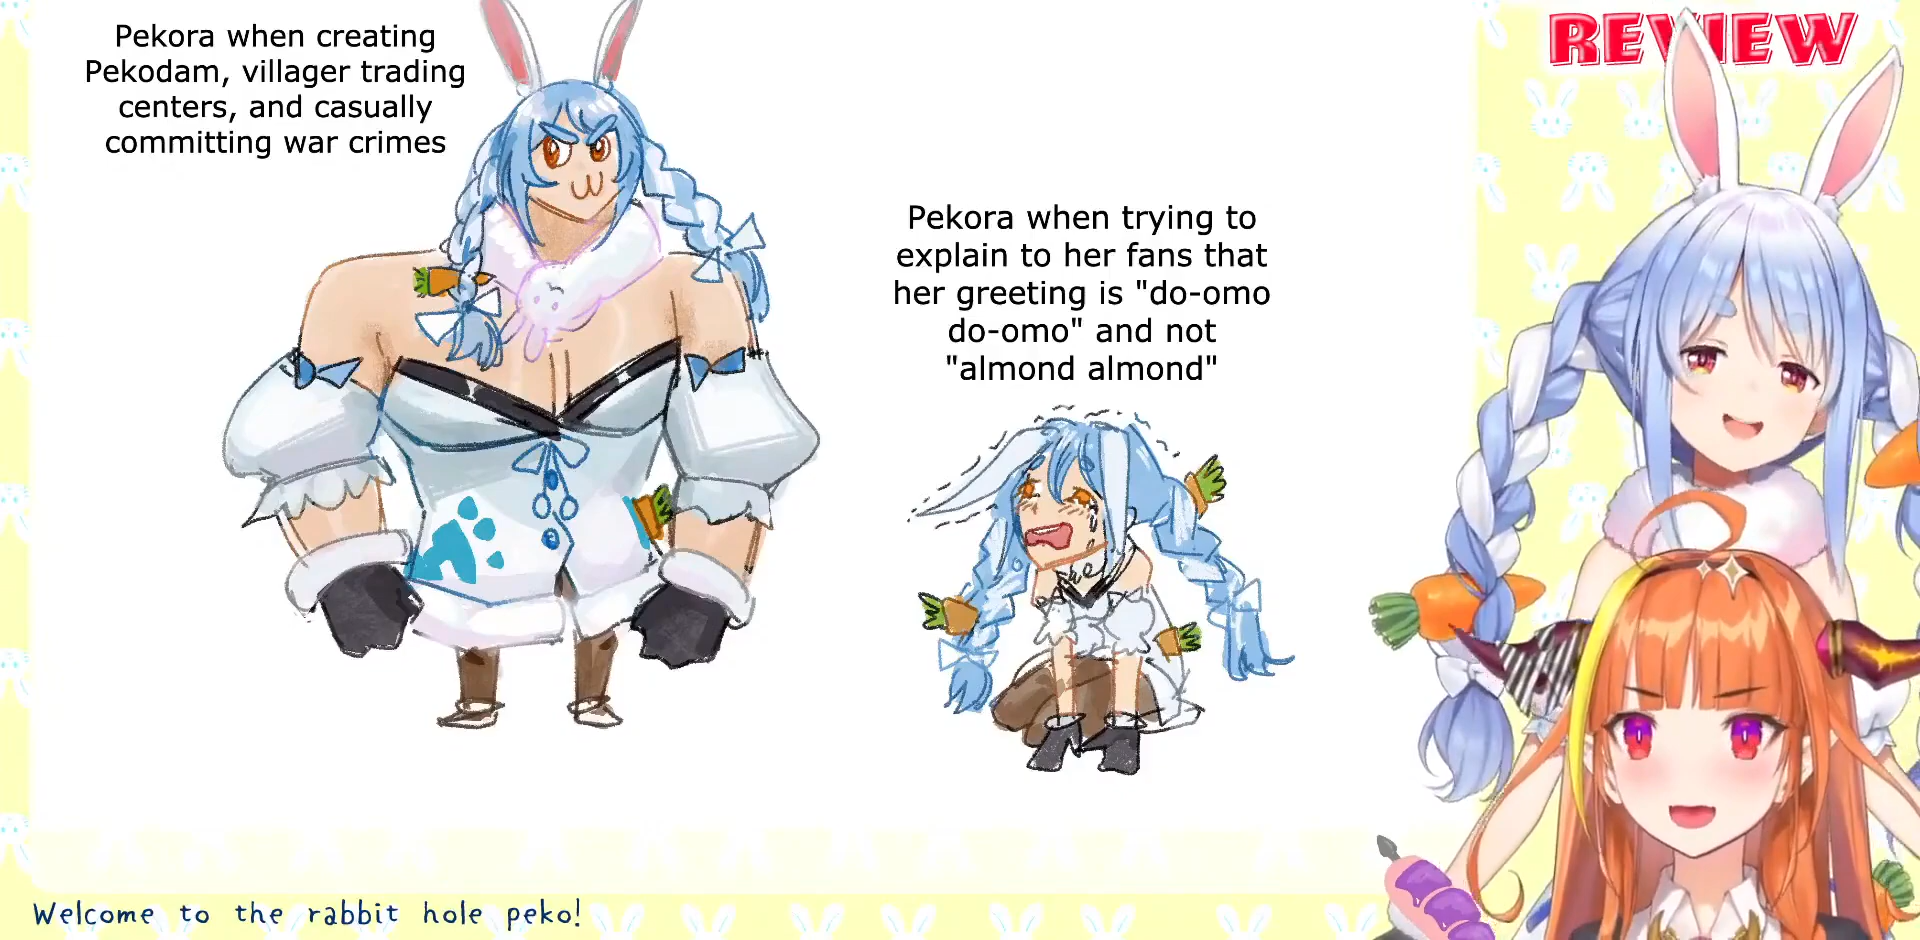 Pekora when creating
Pekodam, villager trading
centers, and casually
committing war crimes
REVIEW
Pekora when trying to
explain to her fans that
her greeting is "do-omo
do-omo" and not
"almond almond"
Welcome to the rabbit hole peko!